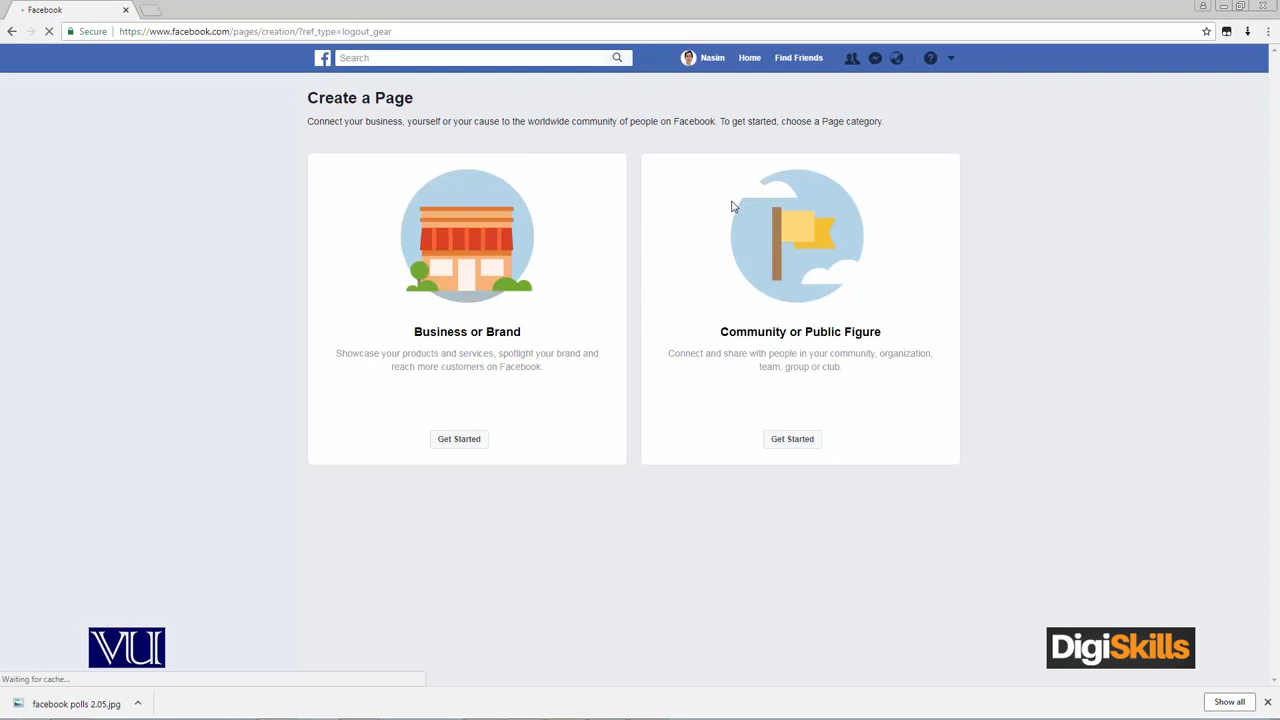 Facebook
Secure
https://www.facebook.com/pages/creation/?ref_type=logout_gear
Search
Nasim
Home
Find Friends
Create a Page
Connect your business, yourself or your cause to the worldwide community of people on Facebook. To get started, choose a Page category.
Business or Brand
Showcase your products and services, spotlight your brand and
reach more customers on Facebook.
Get Started
Community or Public Figure
Connect and share with people in your community, organization,
team, group or club.
Get Started
VU
DigiSkills
Waiting for cache...
facebook polls 2.05.jpg
Show all